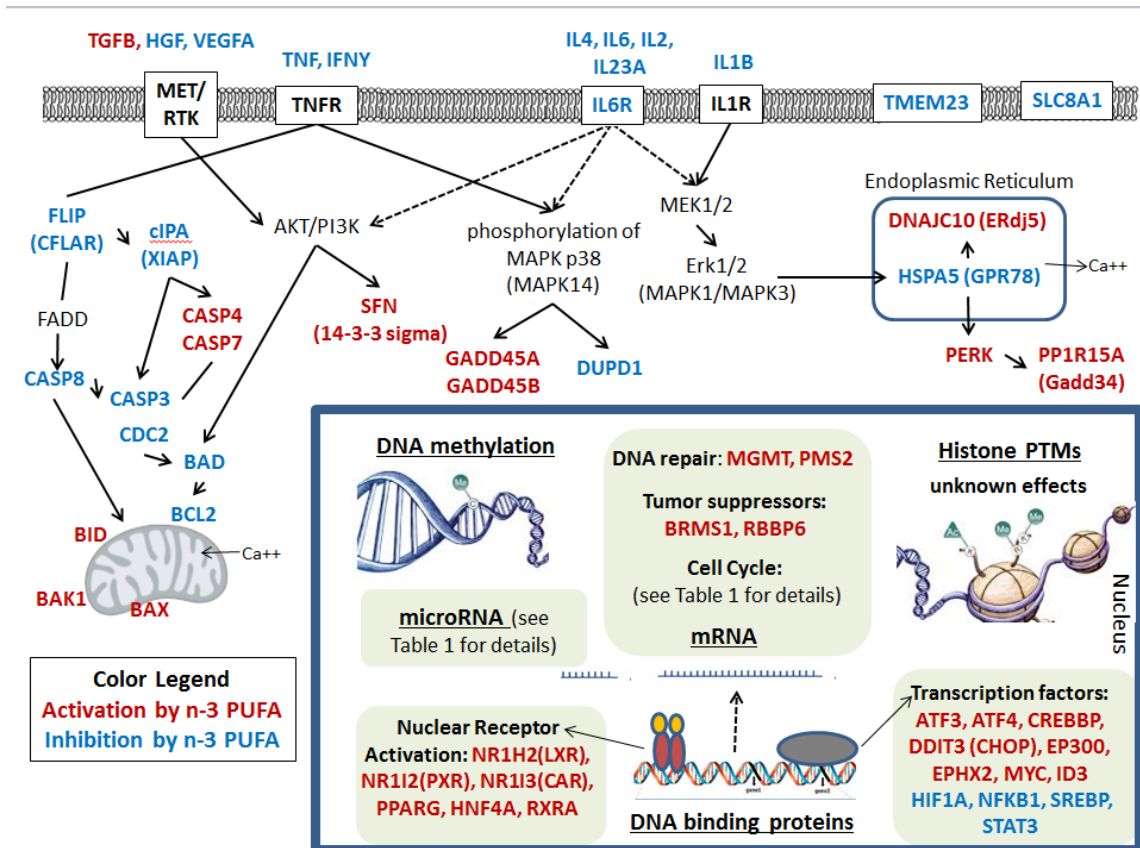 TGFB, HGF, VEGFA
TNF, IFNY
IL4, IL6, IL2,
IL23A
IL1B
MET/
RTK
TNFR
IL6R
IL1R
TMEM23
SLC8A1
FLIP
(CFLAR)
cIPA
(XIAP)
AKT/PI3K
phosphorylation of
MAPK p38
(MAPK14)
MEK1/2
Erk1/2
(MAPK1/MAPK3)
Endoplasmic Reticulum
DNAJC10 (ERdj5)
HSPA5 (GPR78)
Ca++
FADD
CASP4
CASP7
SFN
(14-3-3 sigma)
GADD45A
GADD45B
DUPD1
PERK
PP1R15A
(Gadd34)
CASP8
CASP3
CDC2
BAD
BCL2
BID
Ca++
BAK1
BAX
Color Legend
Activation by n-3 PUFA
Inhibition by n-3 PUFA
DNA methylation
Me
DNA repair: MGMT, PMS2
Tumor suppressors:
BRMS1, RBBP6
Cell Cycle:
(see Table 1 for details)
mRNA
Histone PTMs
unknown effects
Ac
Me
Me
Nucleus
microRNA (see
Table 1 for details)
Nuclear Receptor
Activation: NR1H2(LXR),
NR1I2(PXR), NR1I3(CAR),
PPARG, HNF4A, RXRA
gene1
gene2
DNA binding proteins
Transcription factors:
ATF3, ATF4, CREBBP,
DDIT3 (CHOP), EP300,
EPHX2, MYC, ID3
HIF1A, NFKB1, SREBP,
STAT3